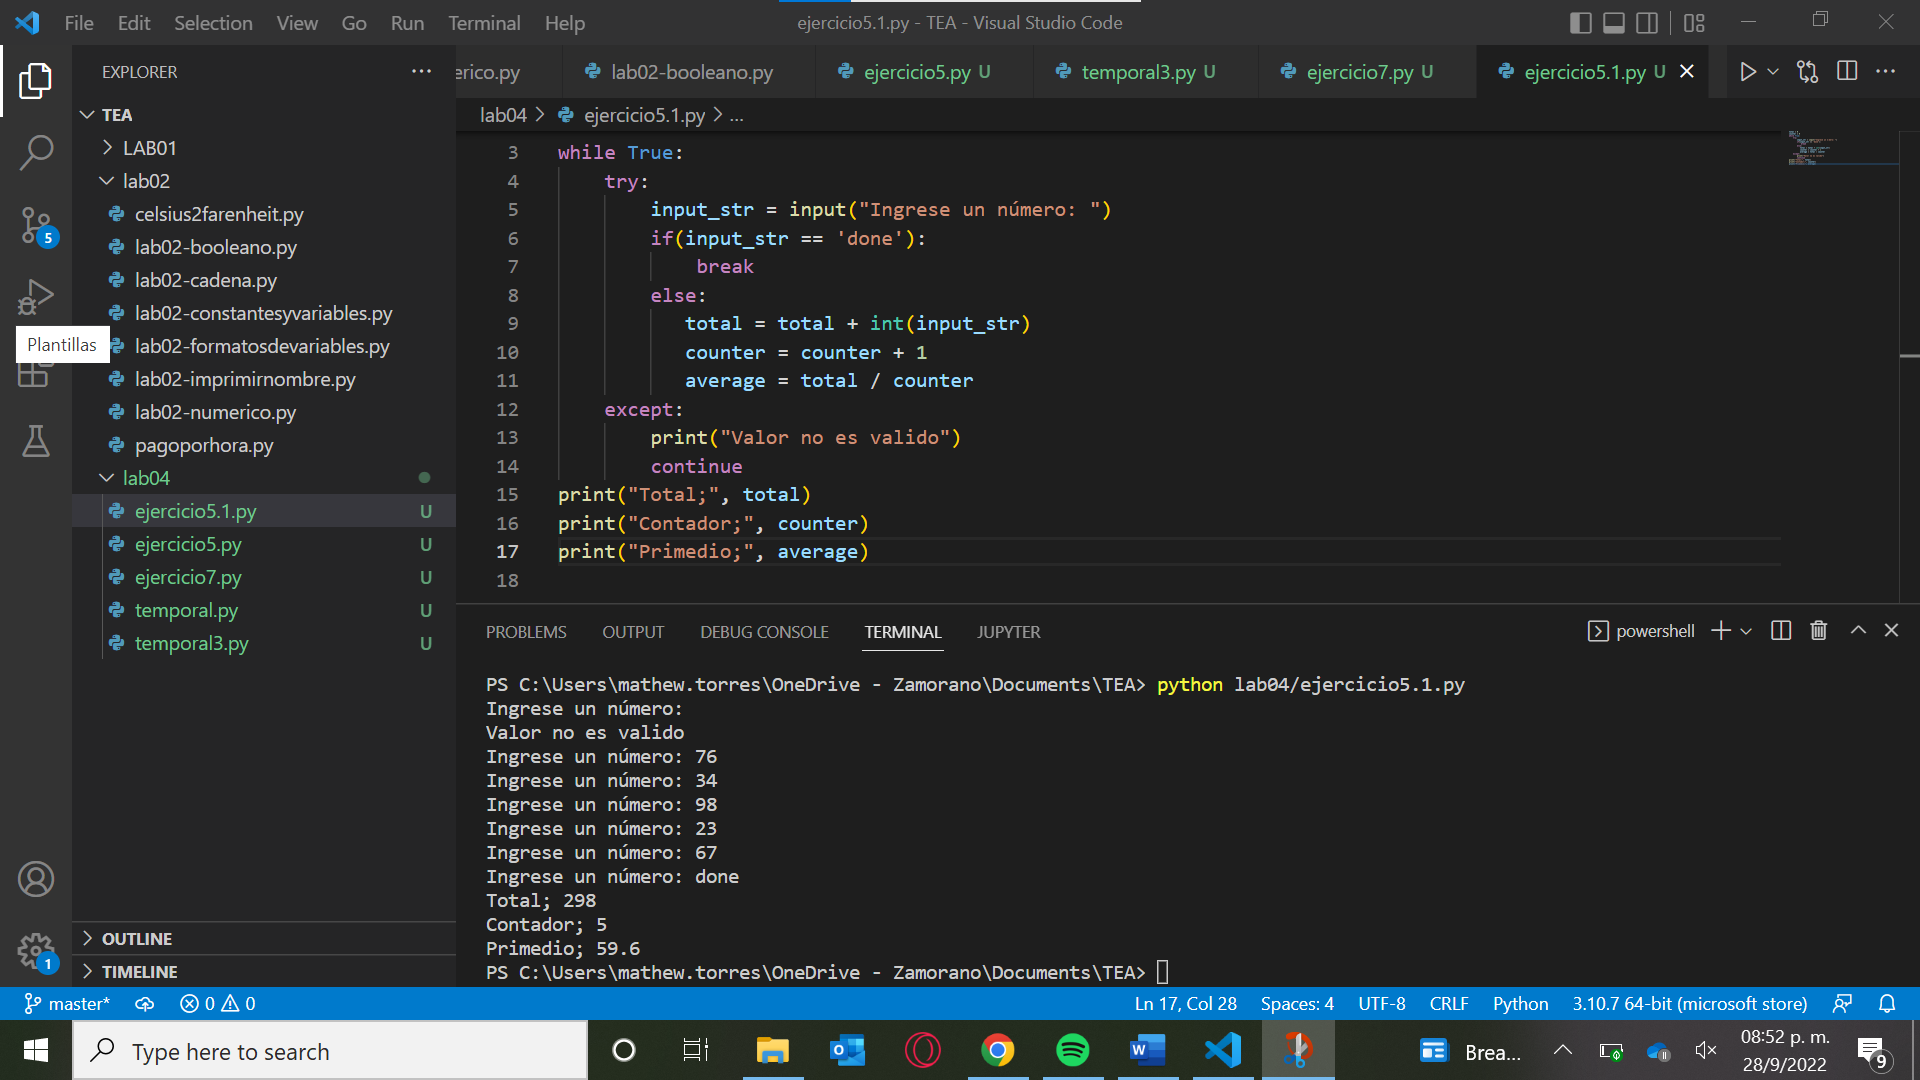 File Edit Selection View Go Run Terminal Help
ejercicio5.1.py - TEA - Visual Studio Code
EXPLORER
erico.py lab02-booleano.py ejercicio5.py U temporal3.py U ejercicio7.py U ejercicio5.1.py U
TEA
lab04 > ejercicio5.1.py > ...
LAB01
lab02
celsius2farenheit.py
lab02-booleano.py
lab02-cadena.py
lab02-constantesyvariables.py
lab02-formatosdevariables.py
lab02-imprimirnombre.py
lab02-numerico.py
pagoporhora.py
lab04
ejercicio5.1.py U
ejercicio5.py U
ejercicio7.py U
temporal.py U
temporal3.py U
OUTLINE
TIMELINE
5
Plantillas
1
3 while True:
4 try:
5 input_str = input("Ingrese un número: ")
6 if(input_str == 'done'):
7 break
8 else:
9 total = total + int(input_str)
10 counter = counter + 1
11 average = total / counter
12 except:
13 print("Valor no es valido")
14 continue
15 print("Total;", total)
16 print("Contador;", counter)
17 print("Primedio;", average)
18
PROBLEMS OUTPUT DEBUG CONSOLE TERMINAL JUPYTER
powershell
PS C:\Users\mathew.torres\OneDrive - Zamorano\Documents\TEA> python lab04/ejercicio5.1.py
Ingrese un número:
Valor no es valido
Ingrese un número: 76
Ingrese un número: 34
Ingrese un número: 98
Ingrese un número: 23
Ingrese un número: 67
Ingrese un número: done
Total; 298
Contador; 5
Primedio; 59.6
PS C:\Users\mathew.torres\OneDrive - Zamorano\Documents\TEA>
master* 0 0 Ln 17, Col 28 Spaces: 4 UTF-8 CRLF Python 3.10.7 64-bit (microsoft store)
Type here to search
Brea...
08:52 p. m.
28/9/2022
9